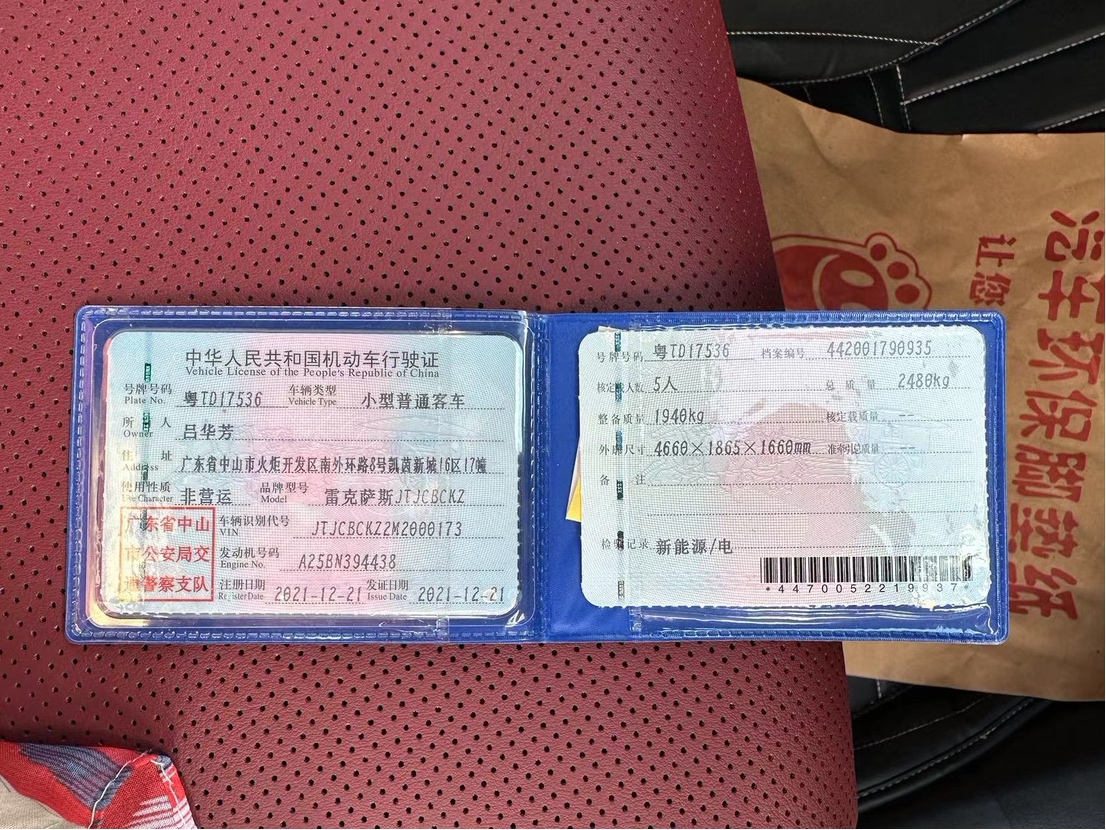 中华人民共和国机动车行驶证
Vehicle License of the People's Republic of China
号牌号码 Plate No. 粤TD17536 车辆类型 Vehicle Type 小型普通客车
所有人 Owner 吕华芳
住址 Address 广东省中山市火炬开发区南外环路8号凯茵新城16区17幢
使用性质 Use Character 非营运 品牌型号 Model 雷克萨斯JTJCBCKZ
广东省中山
市公安局交
通警察支队
车辆识别代号 VIN JTJCBCKZ2M2000173
发动机号码 Engine No. A25BN394438
注册日期 Register Date 2021-12-21 发证日期 Issue Date 2021-12-21
号牌号码 粤TD17536 档案编号 442001790935
核定载人数 5人 总质量 2480kg
整备质量 1940kg 核定载质量 --
外廓尺寸 4660×1865×1660mm 准牵引总质量 --
备注
检验记录 新能源/电
*4470052219937*
汽车环保脚垫纸
让您